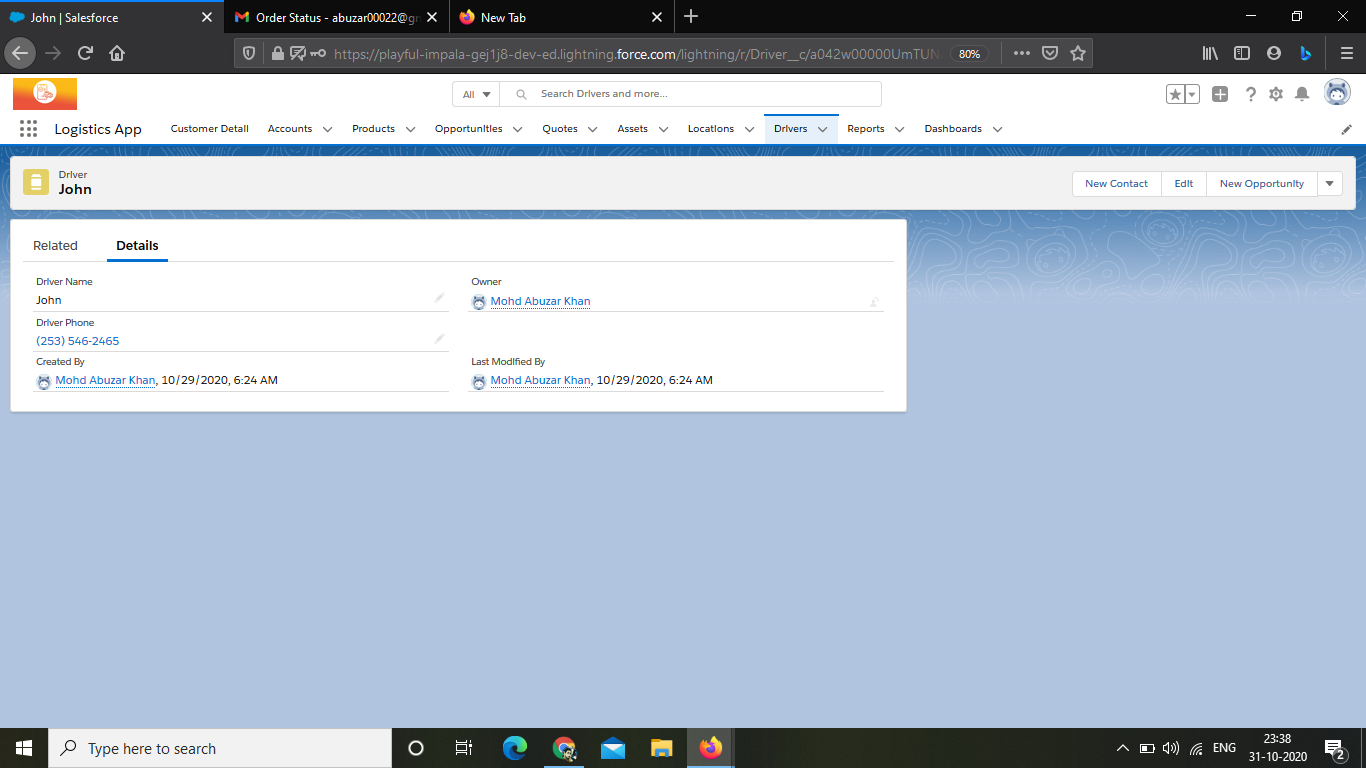 John | Salesforce
Order Status - abuzar00022@gm
New Tab
https://playful-impala-gej1j8-dev-ed.lightning.force.com/lightning/r/Driver__c/a042w00000UmTUN
80%
All
Search Drivers and more...
Logistics App
Customer Detail
Accounts
Products
Opportunities
Quotes
Assets
Locations
Drivers
Reports
Dashboards
Driver
John
New Contact
Edit
New Opportunity
Related
Details
Driver Name
John
Owner
Mohd Abuzar Khan
Driver Phone
(253) 546-2465
Created By
Mohd Abuzar Khan, 10/29/2020, 6:24 AM
Last Modified By
Mohd Abuzar Khan, 10/29/2020, 6:24 AM
Type here to search
ENG
23:38
31-10-2020
2